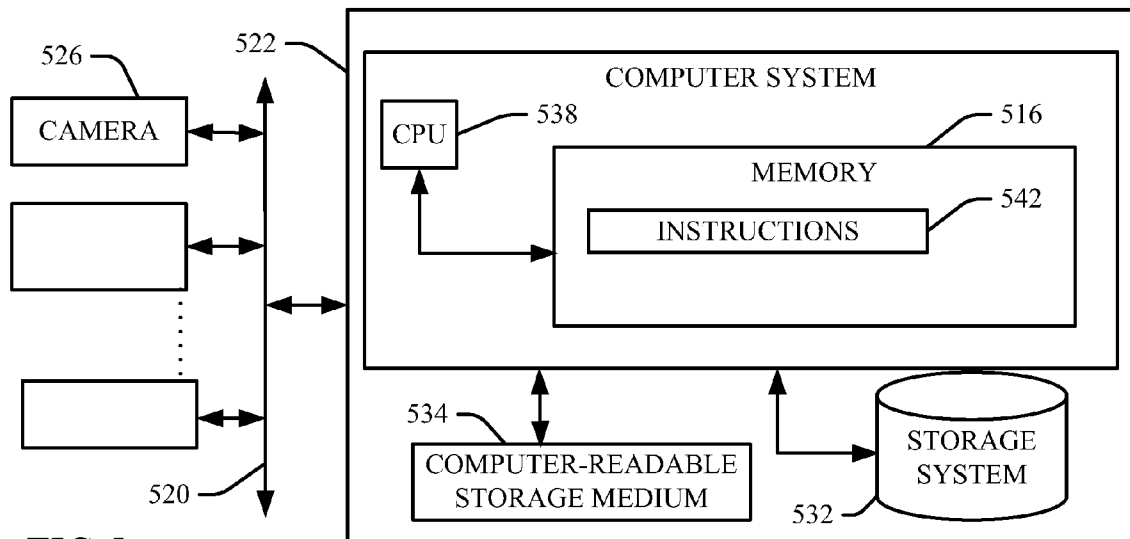 522
526
COMPUTER SYSTEM
CAMERA
CPU
538
516
MEMORY
542
INSTRUCTIONS
534
COMPUTER-READABLE
STORAGE MEDIUM
STORAGE
SYSTEM
520
532